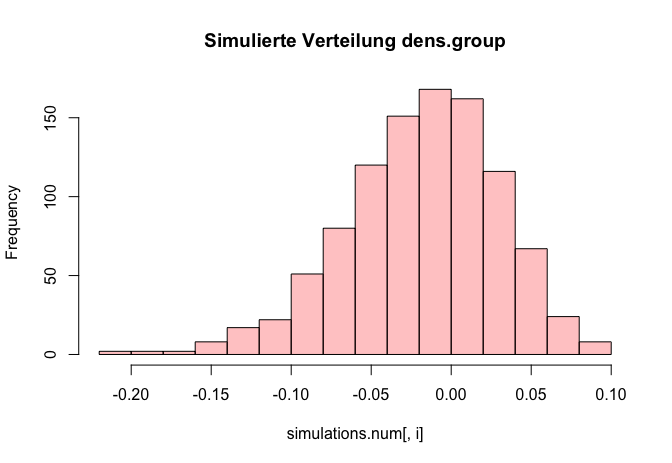 Simulierte Verteilung dens.group
Frequency
150
100
50
0
-0.20 -0.15 -0.10 -0.05 0.00 0.05 0.10
simulations.num[, i]